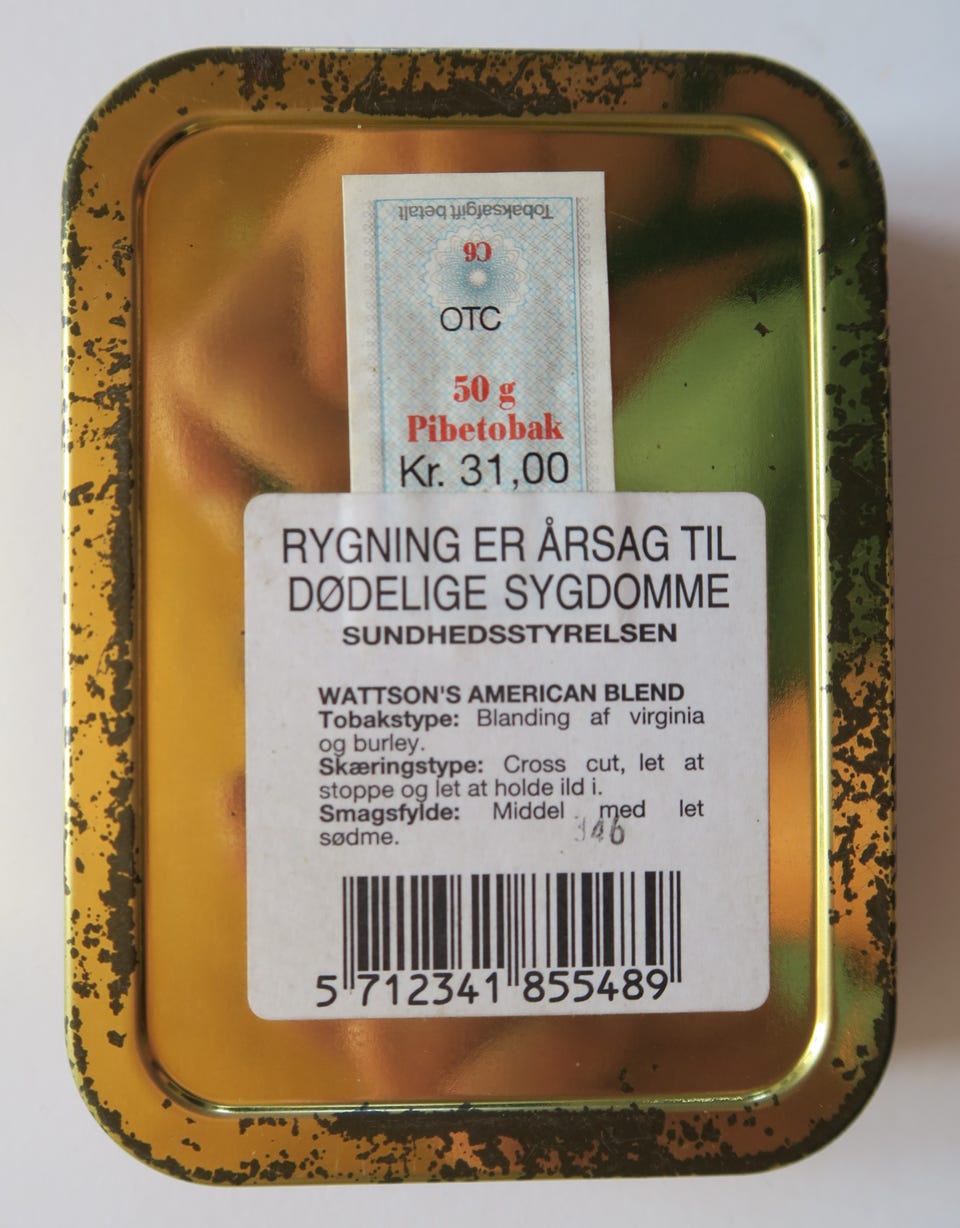 Tobaksafgift betalt
C6
OTC
50 g
Pibetobak
Kr. 31,00
RYGNING ER ÅRSAG TIL
DØDELIGE SYGDOMME
SUNDHEDSSTYRELSEN
WATTSON'S AMERICAN BLEND
Tobakstype: Blanding af virginia
og burley.
Skæringstype: Cross cut, let at
stoppe og let at holde ild i.
Smagsfylde: Middel med let
sødme.
5 712341 855489